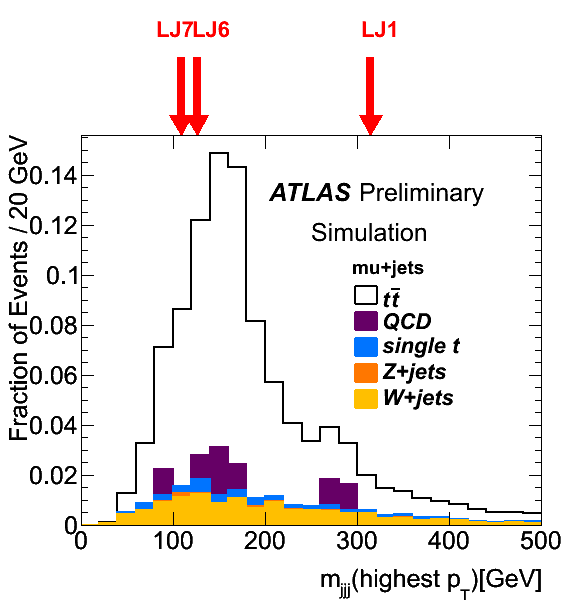 LJ7 LJ6 LJ1
Fraction of Events / 20 GeV
0.14
0.12
0.1
0.08
0.06
0.04
0.02
0
ATLAS Preliminary
Simulation
mu+jets
tt̄
QCD
single t
Z+jets
W+jets
0 100 200 300 400 500
m_jjj(highest p_T)[GeV]